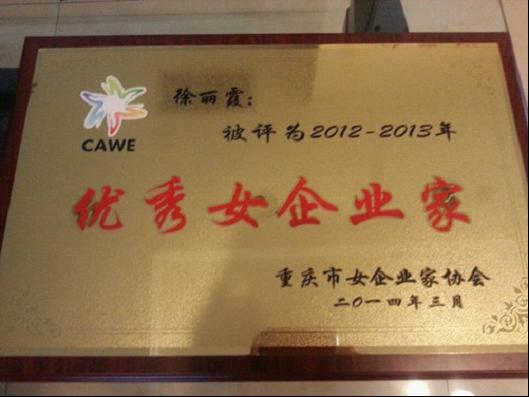 CAWE
徐丽霞：
被评为2012-2013年
优秀女企业家
重庆市女企业家协会
二0一四年三月